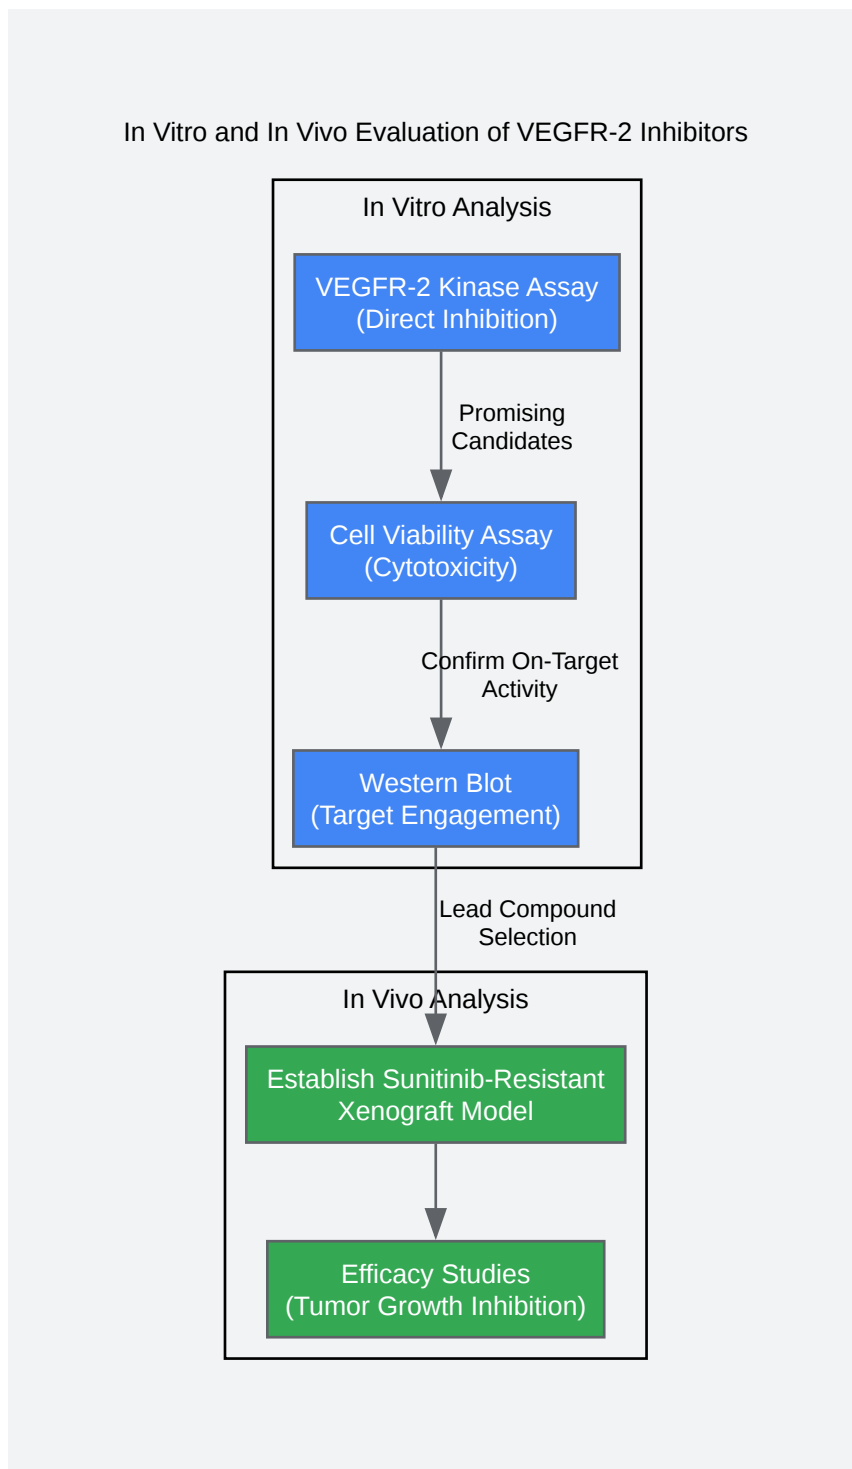 In Vitro and In Vivo Evaluation of VEGFR-2 Inhibitors
In Vitro Analysis
VEGFR-2 Kinase Assay
(Direct Inhibition)
Promising
Candidates
Cell Viability Assay
(Cytotoxicity)
Confirm On-Target
Activity
Western Blot
(Target Engagement)
Lead Compound
Selection
In Vivo Analysis
Establish Sunitinib-Resistant
Xenograft Model
Efficacy Studies
(Tumor Growth Inhibition)